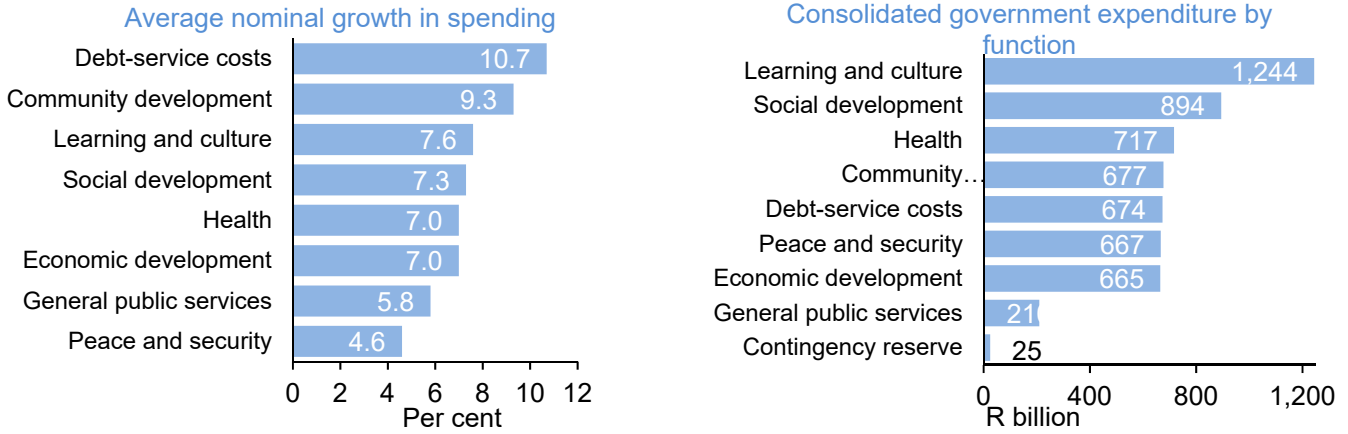 Average nominal growth in spending
Debt-service costs 10.7
Community development 9.3
Learning and culture 7.6
Social development 7.3
Health 7.0
Economic development 7.0
General public services 5.8
Peace and security 4.6
0 2 4 6 8 10 12
Per cent
Consolidated government expenditure by
function
Learning and culture 1,244
Social development 894
Health 717
Community… 677
Debt-service costs 674
Peace and security 667
Economic development 665
General public services
Contingency reserve 25
0 400 800 1,200
R billion